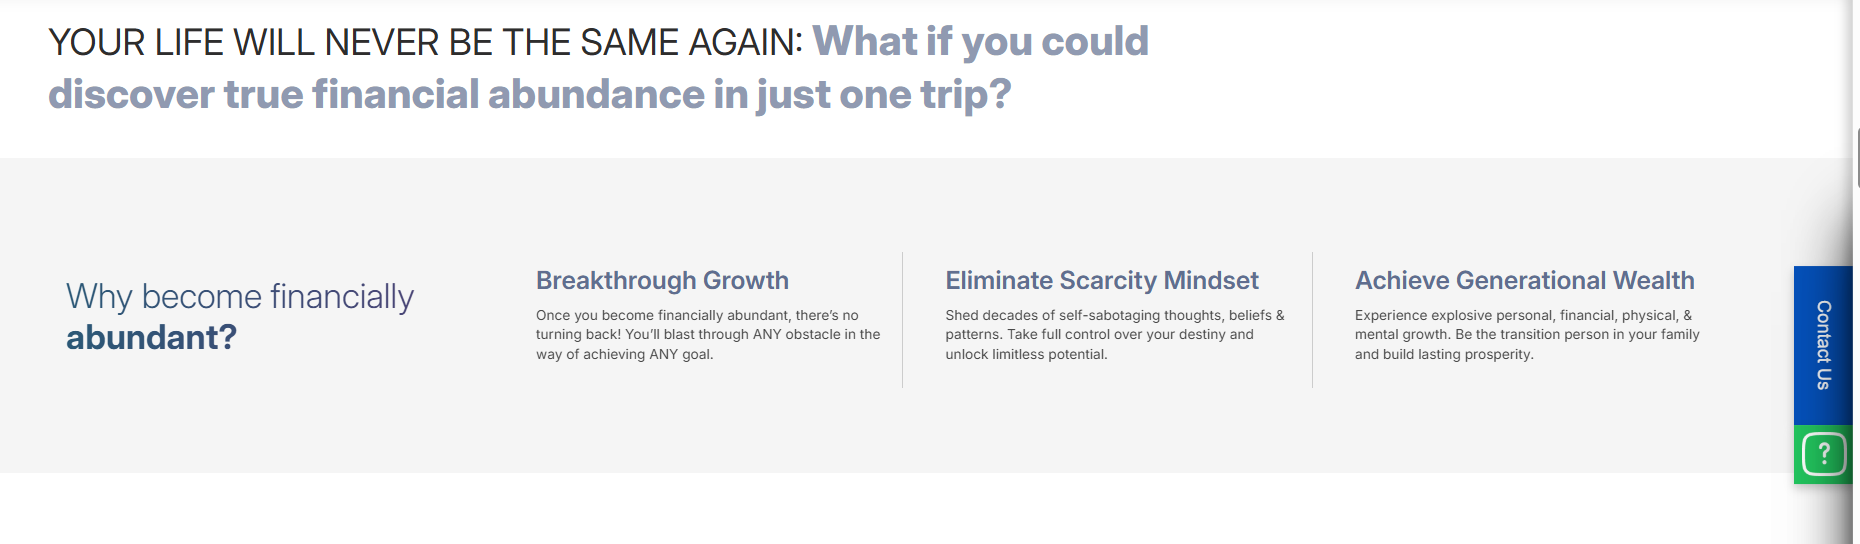 YOUR LIFE WILL NEVER BE THE SAME AGAIN: What if you could
discover true financial abundance in just one trip?
Why become financially
abundant?
Breakthrough Growth
Once you become financially abundant, there’s no
turning back! You’ll blast through ANY obstacle in the
way of achieving ANY goal.
Eliminate Scarcity Mindset
Shed decades of self-sabotaging thoughts, beliefs &
patterns. Take full control over your destiny and
unlock limitless potential.
Achieve Generational Wealth
Experience explosive personal, financial, physical, &
mental growth. Be the transition person in your family
and build lasting prosperity.
Contact Us
?